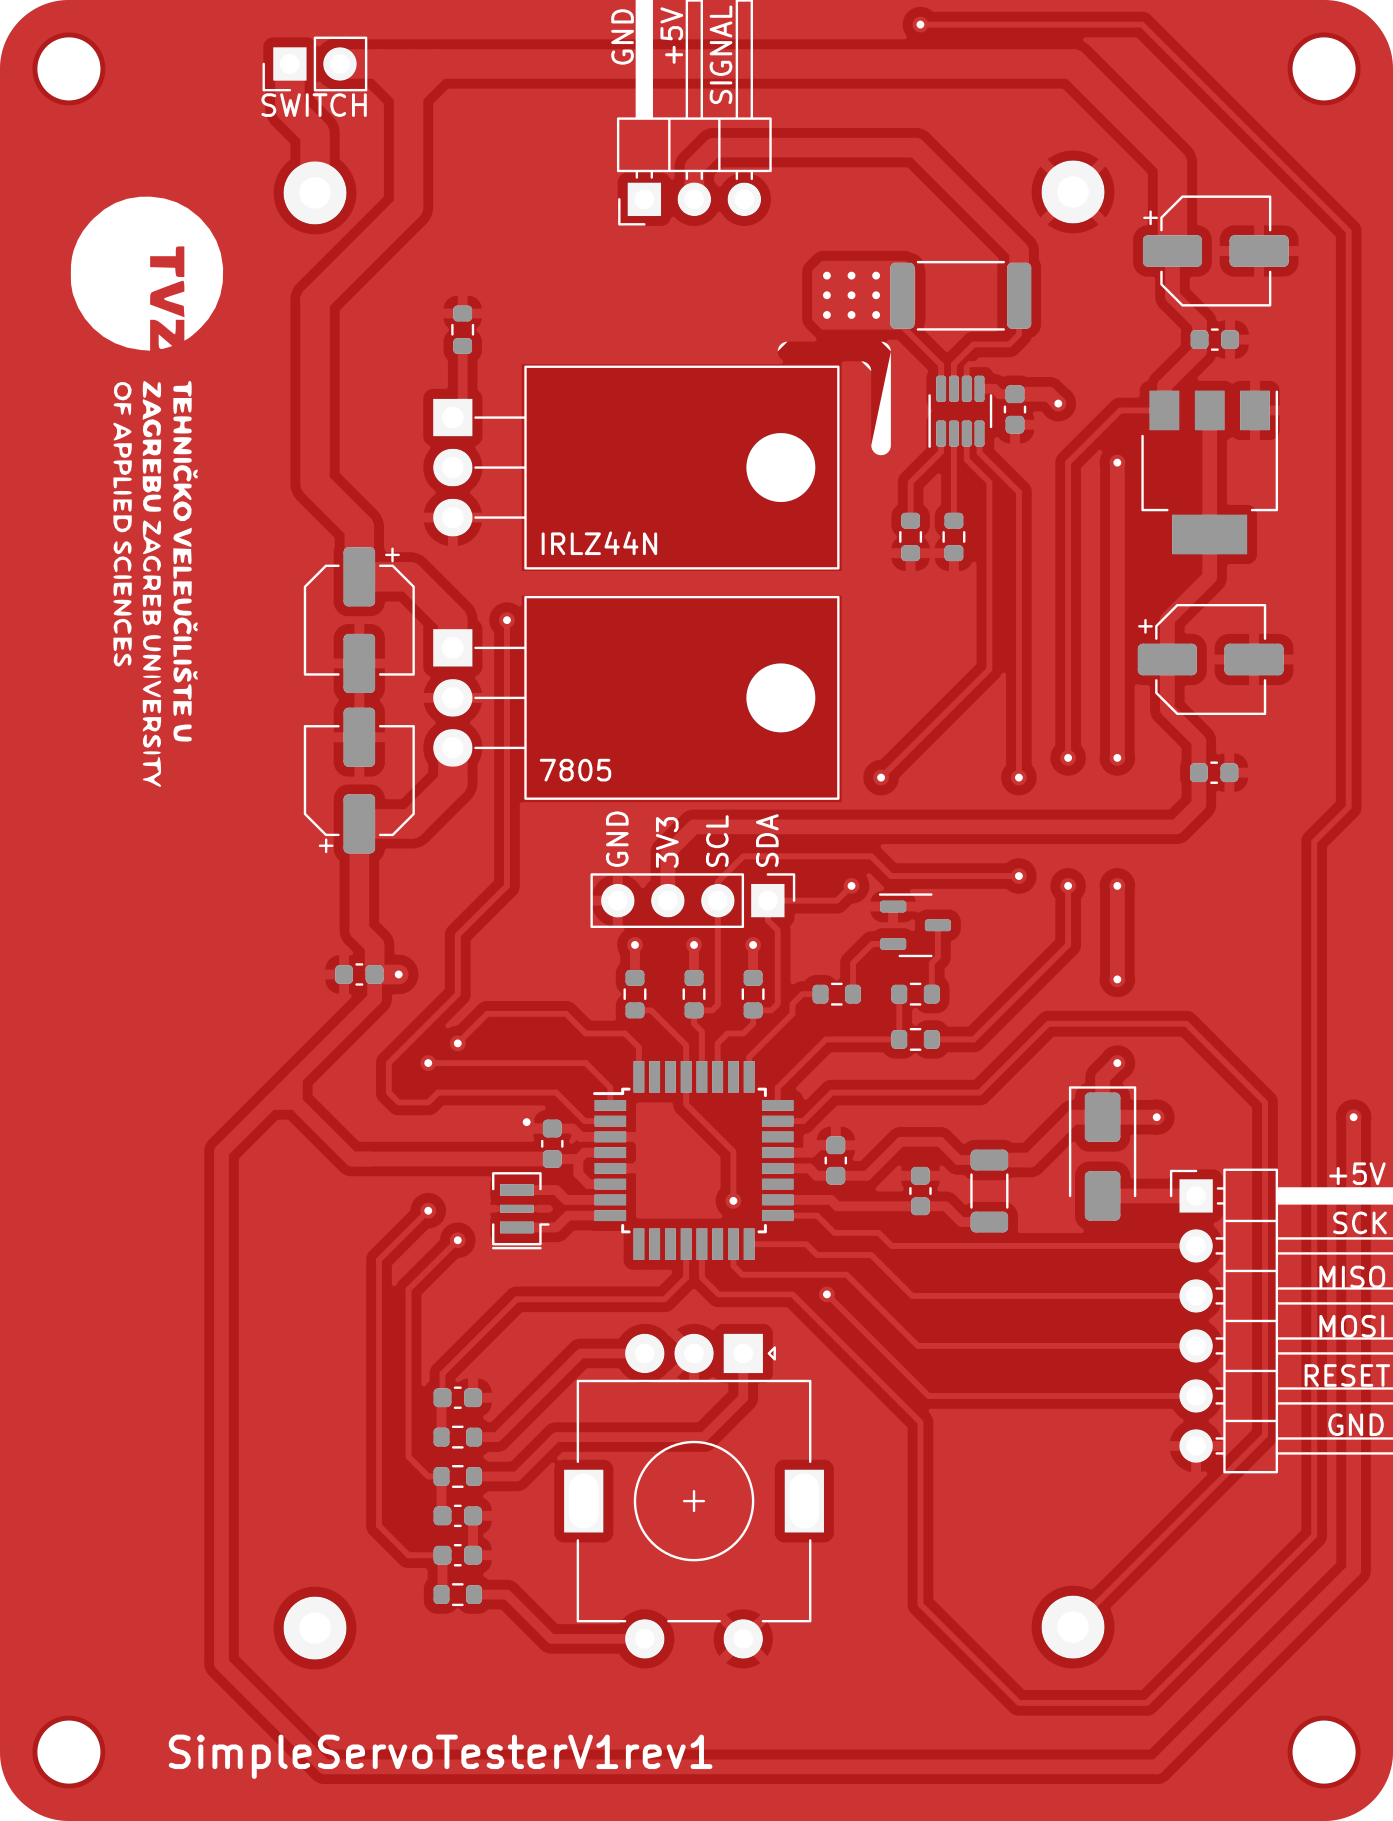 GND
+5V
SIGNAL
SWITCH
+
TVZ
TEHNIČKO VELEUČILIŠTE U
ZAGREBU ZAGREB UNIVERSITY
OF APPLIED SCIENCES
IRLZ44N
+
+
7805
+
GND
3V3
SCL
SDA
+5V
SCK
MISO
MOSI
RESET
GND
SimpleServoTesterV1rev1